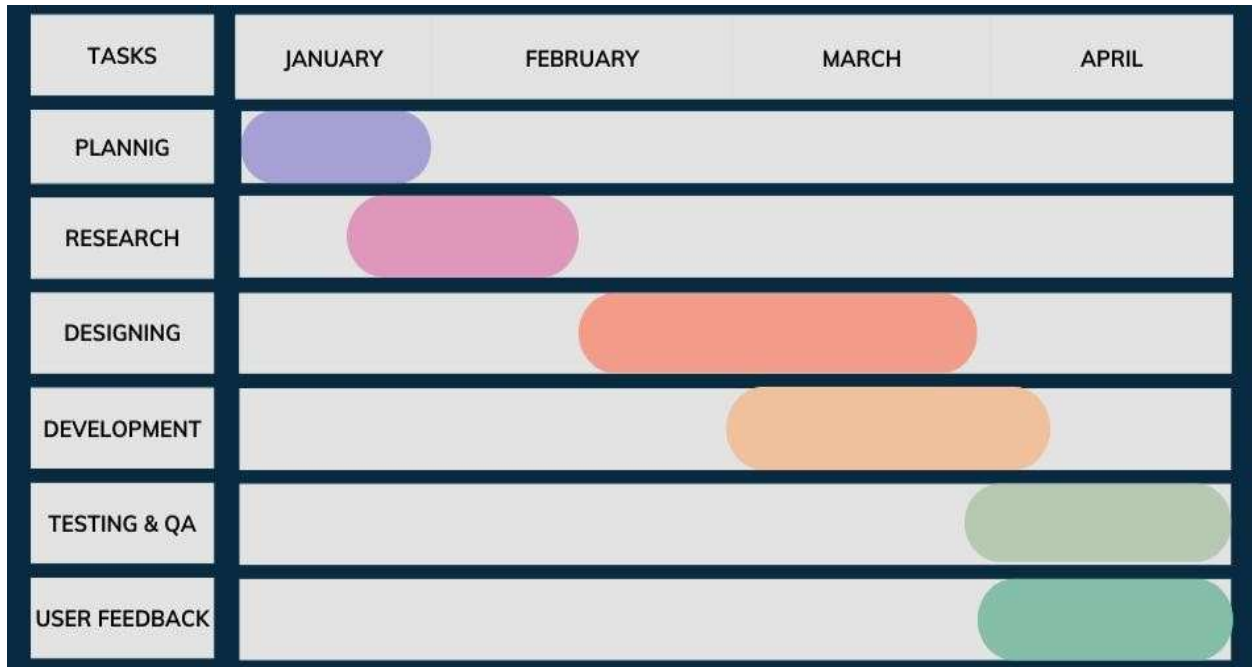 TASKS
JANUARY
FEBRUARY
MARCH
APRIL
PLANNIG
RESEARCH
DESIGNING
DEVELOPMENT
TESTING & QA
USER FEEDBACK